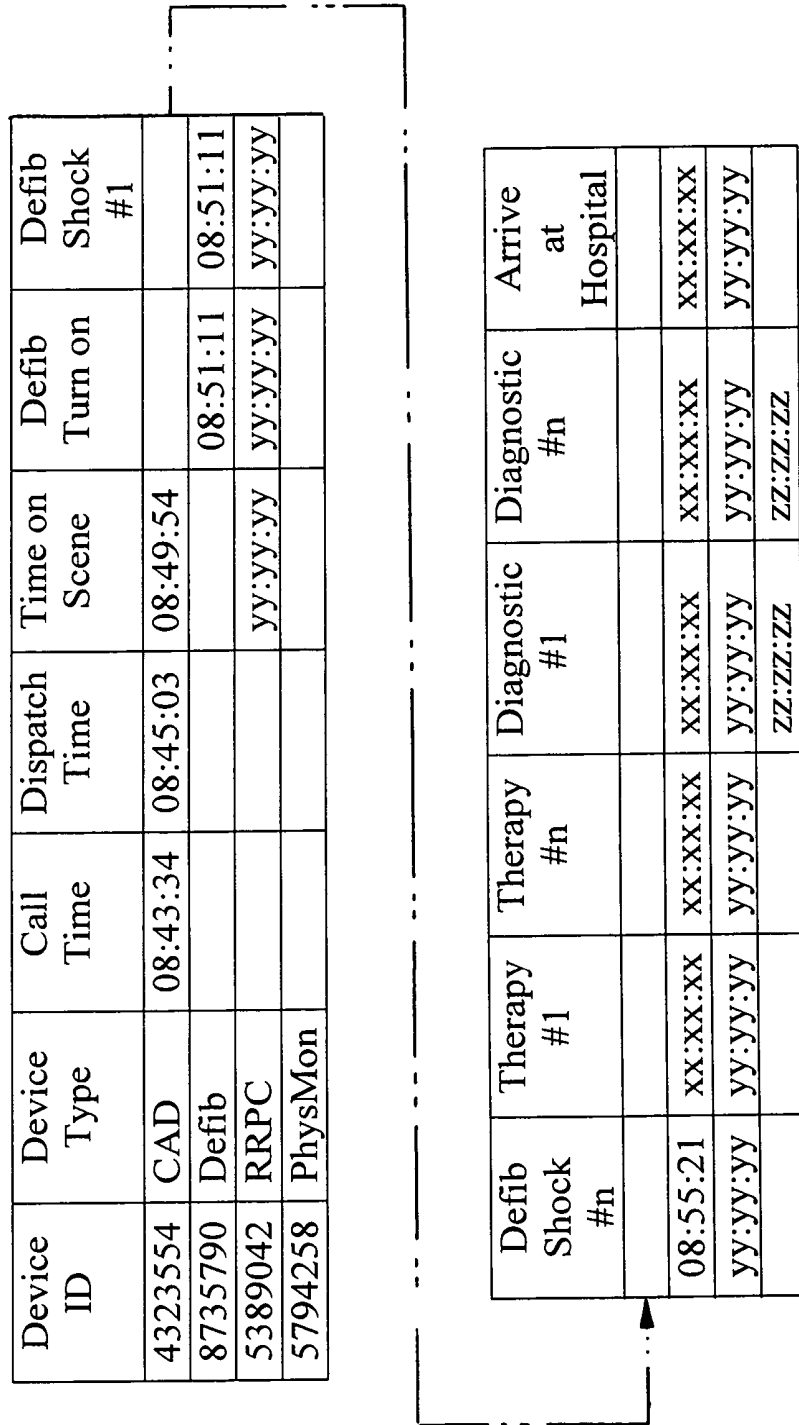 Device ID Device Type Call Time Dispatch Time Time on Scene Defib Turn on Defib Shock #1
4323554 CAD 08:43:34 08:45:03 08:49:54
8735790 Defib 08:51:11 08:51:11
5389042 RRPC yy:yy:yy yy:yy:yy yy:yy:yy
5794258 PhysMon
Defib Shock #n Therapy #1 Therapy #n Diagnostic #1 Diagnostic #n Arrive at Hospital
08:55:21 xx:xx:xx xx:xx:xx xx:xx:xx xx:xx:xx xx:xx:xx
yy:yy:yy yy:yy:yy yy:yy:yy yy:yy:yy yy:yy:yy yy:yy:yy
zz:zz:zz zz:zz:zz